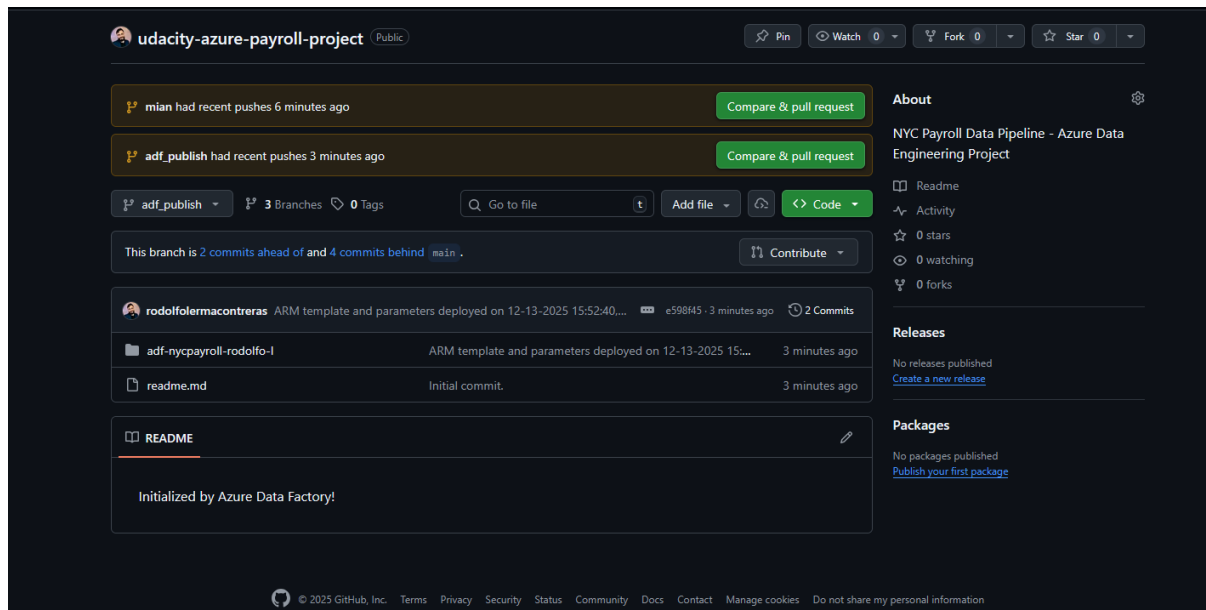 udacity-azure-payroll-project Public
Pin
Watch 0
Fork 0
Star 0
mian had recent pushes 6 minutes ago
Compare & pull request
adf_publish had recent pushes 3 minutes ago
Compare & pull request
adf_publish
3 Branches
0 Tags
Go to file
t
Add file
<> Code
This branch is 2 commits ahead of and 4 commits behind main .
Contribute
rodolfolermacontreras ARM template and parameters deployed on 12-13-2025 15:52:40,... e598f45 · 3 minutes ago
2 Commits
adf-nycpayroll-rodolfo-l ARM template and parameters deployed on 12-13-2025 15:... 3 minutes ago
readme.md Initial commit. 3 minutes ago
README
Initialized by Azure Data Factory!
About
NYC Payroll Data Pipeline - Azure Data
Engineering Project
Readme
Activity
0 stars
0 watching
0 forks
Releases
No releases published
Create a new release
Packages
No packages published
Publish your first package
© 2025 GitHub, Inc. Terms Privacy Security Status Community Docs Contact Manage cookies Do not share my personal information